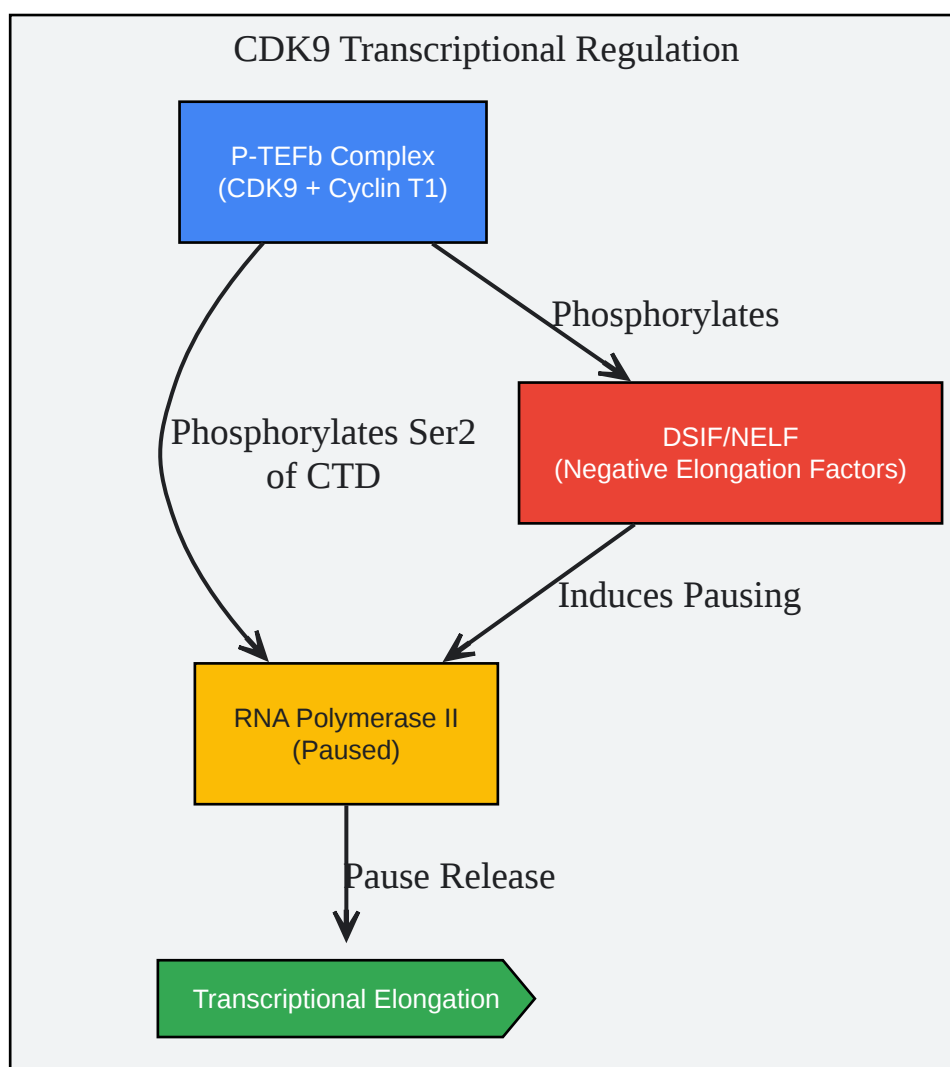 CDK9 Transcriptional Regulation
P-TEFb Complex
(CDK9 + Cyclin T1)
Phosphorylates
Phosphorylates Ser2
of CTD
DSIF/NELF
(Negative Elongation Factors)
Induces Pausing
RNA Polymerase II
(Paused)
Pause Release
Transcriptional Elongation